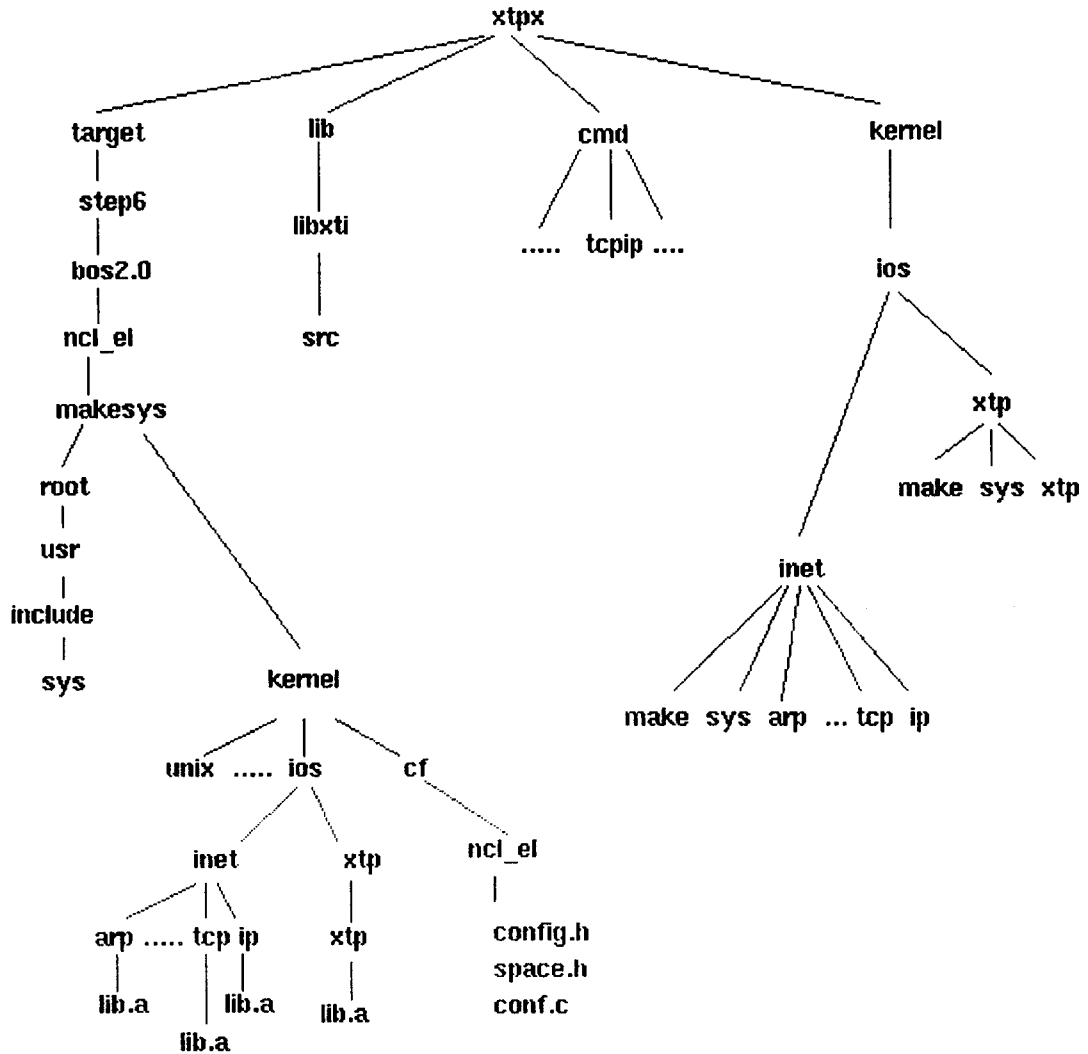 xtpx
target lib cmd kernel
step6
libxti
..... tcpip ....
bos2.0
ios
ncl_el
src
makesys
xtp
root
make sys xtp
usr
inet
include
sys
kernel
make sys arp ... tcp ip
unix ..... ios cf
inet xtp ncl_el
arp ..... tcp ip xtp config.h
space.h
lib.a lib.a lib.a conf.c
lib.a